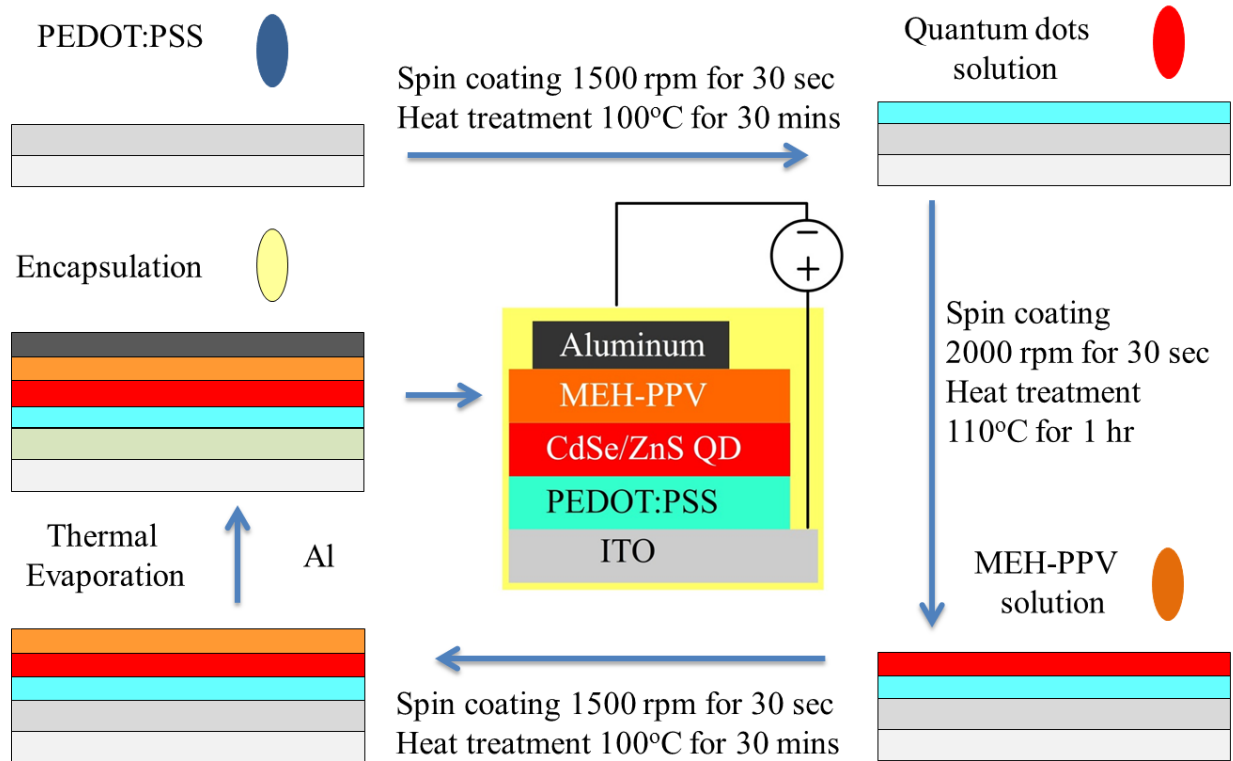 PEDOT:PSS
Spin coating 1500 rpm for 30 sec
Heat treatment 100°C for 30 mins
Quantum dots
solution
Encapsulation
Spin coating
2000 rpm for 30 sec
Heat treatment
110°C for 1 hr
−
+
Aluminum
MEH-PPV
CdSe/ZnS QD
PEDOT:PSS
ITO
Thermal
Evaporation
Al
MEH-PPV
solution
Spin coating 1500 rpm for 30 sec
Heat treatment 100°C for 30 mins